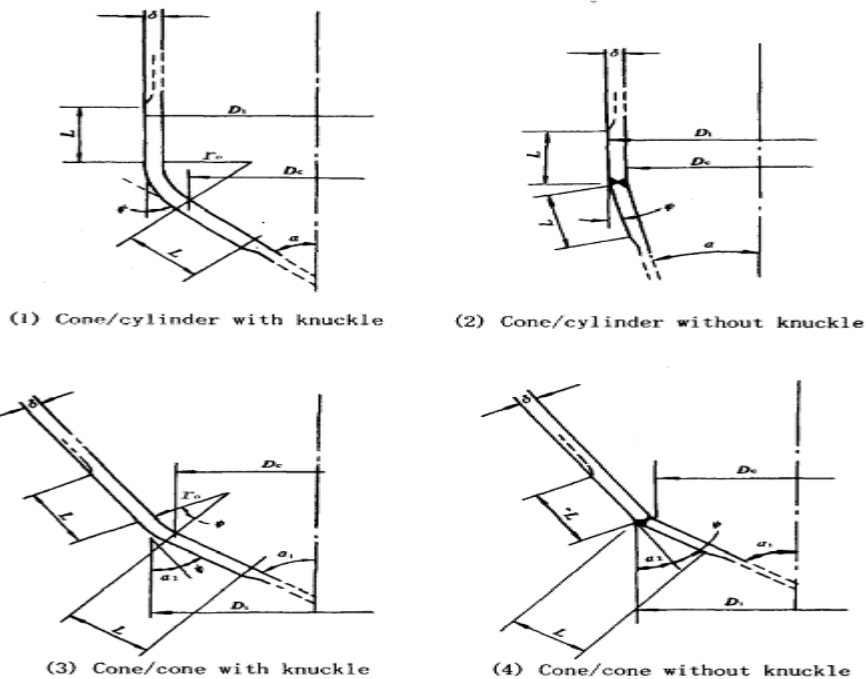 δ
L
D₁
r₀
Dc
φ
L
α
(1) Cone/cylinder with knuckle
δ
L
D₁
Dc
L
φ
α
(2) Cone/cylinder without knuckle
δ
Dc
r₀
φ
L
α₁
φ
α₂
D₁
L
(3) Cone/cone with knuckle
δ
Dc
L
φ
α₁
α₂
D₁
L
(4) Cone/cone without knuckle